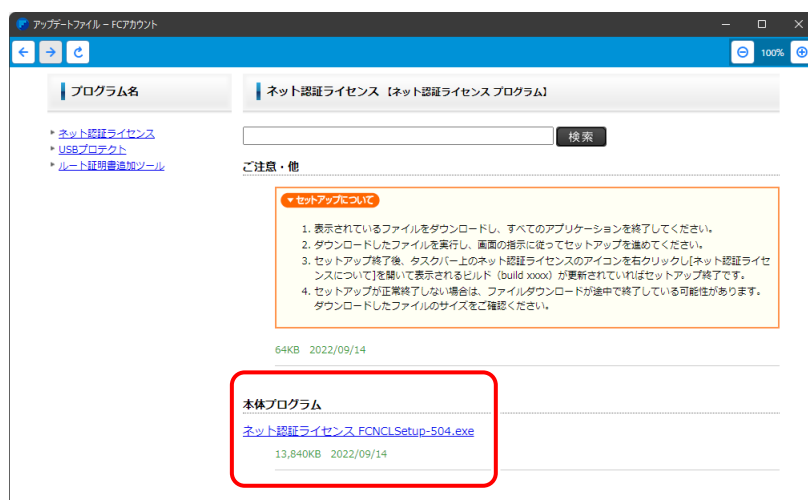 アップデートファイル - FCアカウント
100%
プログラム名
ネット認証ライセンス 【ネット認証ライセンス プログラム】
ネット認証ライセンス
USBプロテクト
ルート証明書追加ツール
検索
ご注意・他
▼セットアップについて
1. 表示されているファイルをダウンロードし、すべてのアプリケーションを終了してください。
2. ダウンロードしたファイルを実行し、画面の指示に従ってセットアップを進めてください。
3. セットアップ終了後、タスクバー上のネット認証ライセンスのアイコンを右クリックし[ネット認証ライセ
ンスについて]を開いて表示されるビルド（build xxxx）が更新されていればセットアップ終了です。
4. セットアップが正常終了しない場合は、ファイルダウンロードが途中で終了している可能性があります。
ダウンロードしたファイルのサイズをご確認ください。
64KB 2022/09/14
本体プログラム
ネット認証ライセンス FCNCLSetup-504.exe
13,840KB 2022/09/14